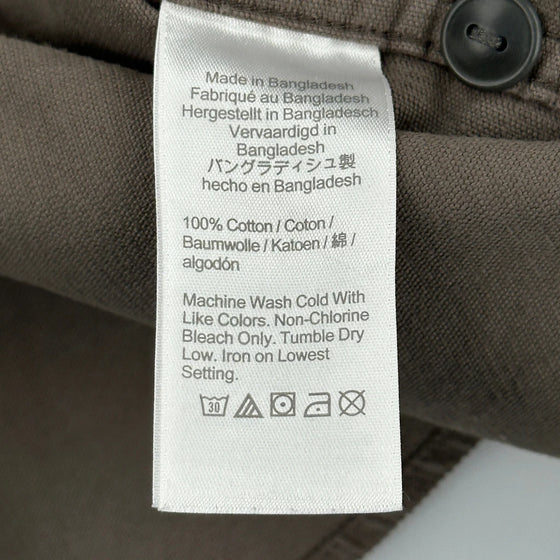 Made in Bangladesh
Fabriqué au Bangladesh
Hergestellt in Bangladesch
Vervaardigd in
Bangladesh
バングラディシュ製
hecho en Bangladesh
100% Cotton / Coton /
Baumwolle / Katoen / 綿 /
algodón
Machine Wash Cold With
Like Colors. Non-Chlorine
Bleach Only. Tumble Dry
Low. Iron on Lowest
Setting.
30